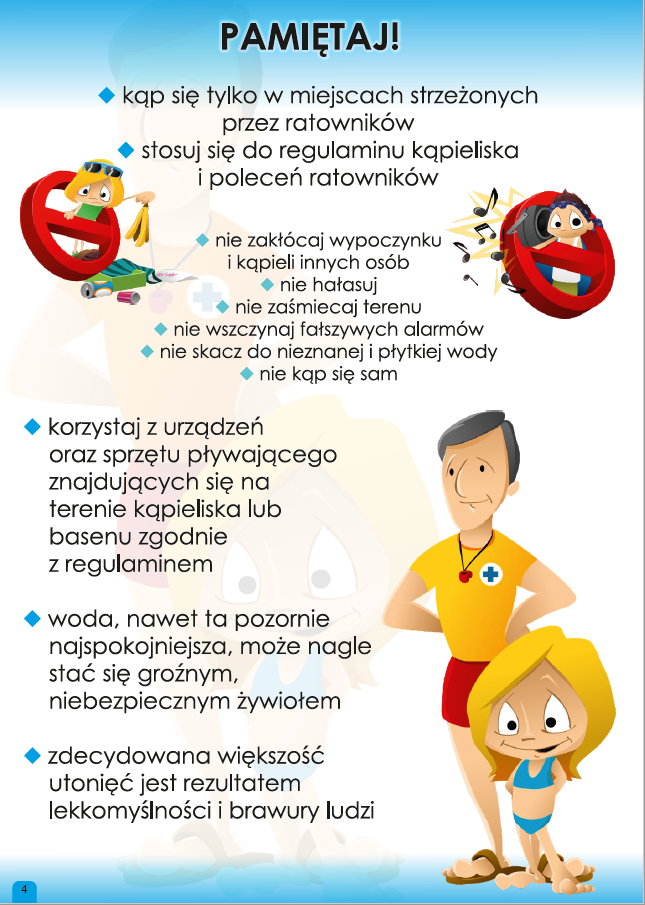 PAMIĘTAJ!
◆ kąp się tylko w miejscach strzeżonych
przez ratowników
◆ stosuj się do regulaminu kąpieliska
i poleceń ratowników
◆ nie zakłócaj wypoczynku
i kąpieli innych osób
◆ nie hałasuj
◆ nie zaśmiecaj terenu
◆ nie wszczynaj fałszywych alarmów
◆ nie skacz do nieznanej i płytkiej wody
◆ nie kąp się sam
◆ korzystaj z urządzeń
oraz sprzętu pływającego
znajdujących się na
terenie kąpieliska lub
basenu zgodnie
z regulaminem
◆ woda, nawet ta pozornie
najspokojniejsza, może nagle
stać się groźnym,
niebezpiecznym żywiołem
◆ zdecydowana większość
utonięć jest rezultatem
lekkomyślności i brawury ludzi
4